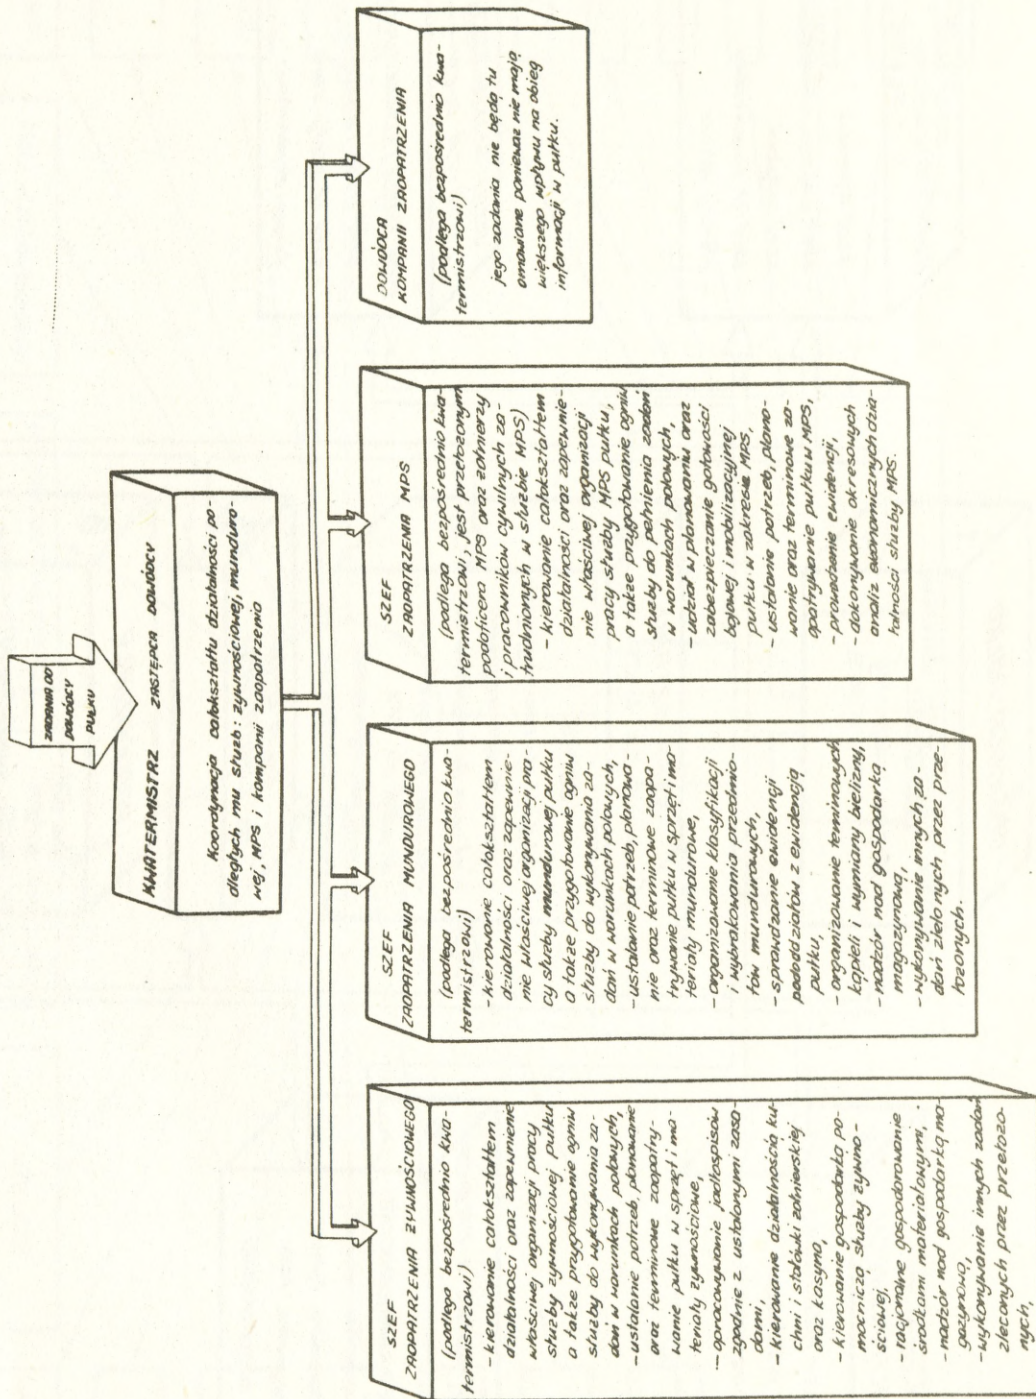 ZADANIA OD
DOWÓDCY
PUŁKU
KWATERMISTRZ ZASTĘPCA DOWÓDCY
Koordynacja całokształtu działalności po-
dległych mu służb: żywnościowej, munduro-
wej, MPS i kompanii zaopatrzenia
SZEF
ZAOPATRZENIA ŻYWNOŚCIOWEGO
(podlega bezpośrednio kwa-
termistrzowi)
- kierowanie całokształtem
działalności oraz zapewnienie
właściwej organizacji pracy
służby żywnościowej pułku
a także przygotowanie ogniw
służby do wykonywania za-
dań w warunkach polowych,
- ustalanie potrzeb, planowanie
oraz terminowe zaopatry-
wanie pułku w sprzęt i ma-
teriały żywnościowe,
- opracowywanie jadłospisów
zgodnie z ustalonymi zasa-
dami,
- kierowanie działalnością ku-
chni i stołówki żołnierskiej
oraz kasyna,
- kierowanie gospodarką po-
mocniczą służby żywno-
ściowej,
- racjonalne gospodarowanie
środkami materiałowymi,
- nadzór nad gospodarką ma-
gazynową,
- wykonywanie innych zadań
zleconych przez przełożo-
nych,
SZEF
ZAOPATRZENIA MUNDUROWEGO
(podlega bezpośrednio kwa-
termistrzowi)
- kierowanie całokształtem
działalności oraz zapewnie-
nie właściwej organizacji pra-
cy służby mundurowej pułku
a także przygotowanie ogniw
służby do wykonywania za-
dań w warunkach polowych,
- ustalanie potrzeb, planowa-
nie oraz terminowe zaopa-
trywanie pułku w sprzęt i ma-
teriały mundurowe,
- organizowanie klasyfikacji
i wybrakowania przedmio-
tów mundurowych,
- sprawdzanie ewidencji
pododdziałów z ewidencją
pułku,
- organizowanie terminowych
kąpieli i wymiany bielizny,
- nadzór nad gospodarką
magazynową,
- wykonywanie innych za-
dań zleconych przez prze-
łożonych.
SZEF
ZAOPATRZENIA MPS
(podlega bezpośrednio kwa-
termistrzowi, jest przełożonym
podoficera MPS oraz żołnierzy
i pracowników cywilnych za-
trudnionych w służbie MPS)
- kierowanie całokształtem
działalności oraz zapewnie-
nie właściwej organizacji
pracy służby MPS pułku,
a także przygotowanie ogniw
służby do pełnienia zadań
w warunkach polowych,
- udział w planowaniu oraz
zabezpieczanie gotowości
bojowej i mobilizacyjnej
pułku w zakresie MPS,
- ustalanie potrzeb, plano-
wanie oraz terminowe za-
opatrywanie pułku w MPS,
- prowadzenie ewidencji,
- dokonywanie okresowych
analiz ekonomicznych dzia-
łalności służby MPS.
DOWÓDCA
KOMPANII ZAOPATRZENIA
(podlega bezpośrednio kwa-
termistrzowi)
jego zadania nie będą tu
omawiane ponieważ nie mają
większego wpływu na obieg
informacji w pułku.